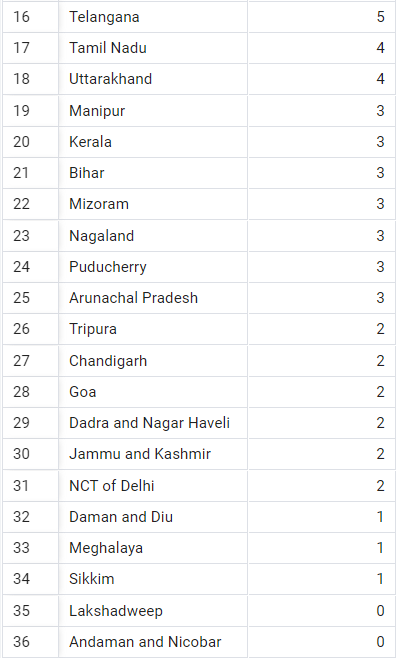 16 Telangana 5
17 Tamil Nadu 4
18 Uttarakhand 4
19 Manipur 3
20 Kerala 3
21 Bihar 3
22 Mizoram 3
23 Nagaland 3
24 Puducherry 3
25 Arunachal Pradesh 3
26 Tripura 2
27 Chandigarh 2
28 Goa 2
29 Dadra and Nagar Haveli 2
30 Jammu and Kashmir 2
31 NCT of Delhi 2
32 Daman and Diu 1
33 Meghalaya 1
34 Sikkim 1
35 Lakshadweep 0
36 Andaman and Nicobar 0